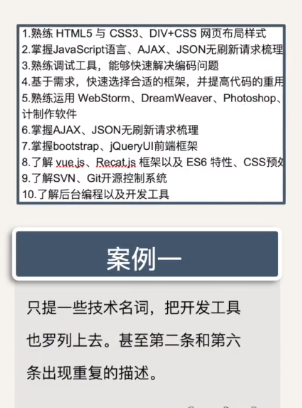 1.熟练 HTML5 与 CSS3、DIV+CSS 网页布局样式
2.掌握JavaScript语言、AJAX、JSON无刷新请求梳理
3.熟练调试工具，能够快速解决编码问题
4.基于需求，快速选择合适的框架，并提高代码的重用
5.熟练运用 WebStorm、DreamWeaver、Photoshop、
计制作软件
6.掌握AJAX、JSON无刷新请求梳理
7.掌握bootstrap、jQueryUI前端框架
8.了解 vue.js、Recat.js 框架以及 ES6 特性、CSS预处
9.了解SVN、Git开源控制系统
10.了解后台编程以及开发工具
案例一
只提一些技术名词，把开发工具
也罗列上去。甚至第二条和第六
条出现重复的描述。